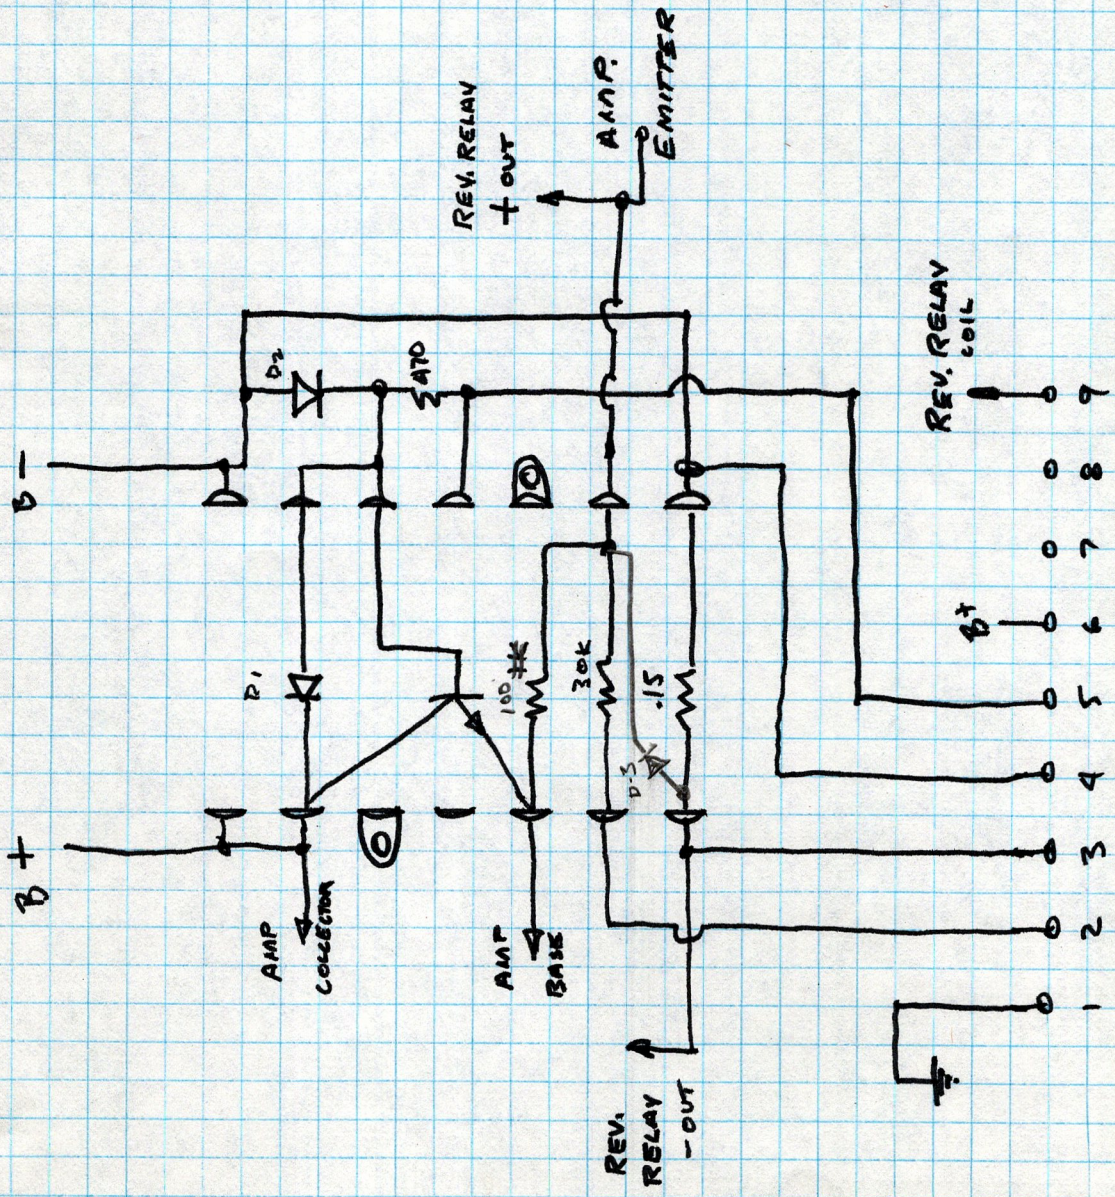 B+
B-
AMP
COLLECTOR
D1
D2
470
AMP
BASE
100 K
30K
.15
D-3
REV. RELAY
+ OUT
AMP.
EMITTER
REV.
RELAY
- OUT
B+
REV. RELAY
COIL
1 2 3 4 5 6 7 8 9